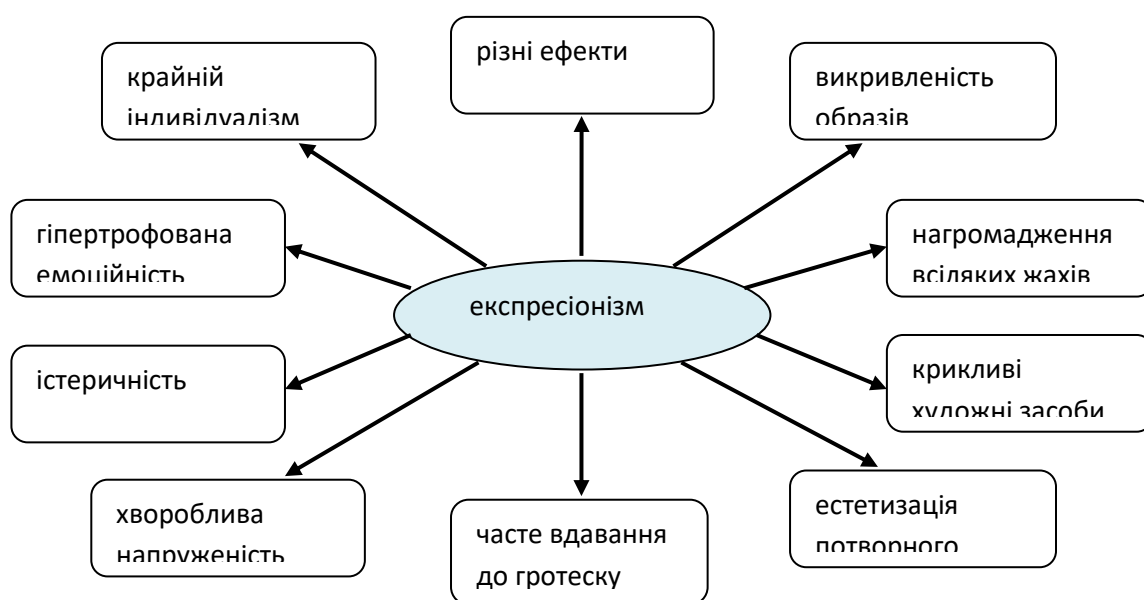 різні ефекти
крайній
індивідуалізм
викривленість
образів
гіпертрофована
емоційність
нагромадження
всіляких жахів
експресіонізм
істеричність
крикливі
художні засоби
хвороблива
напруженість
часте вдавання
до гротеску
естетизація
потворного